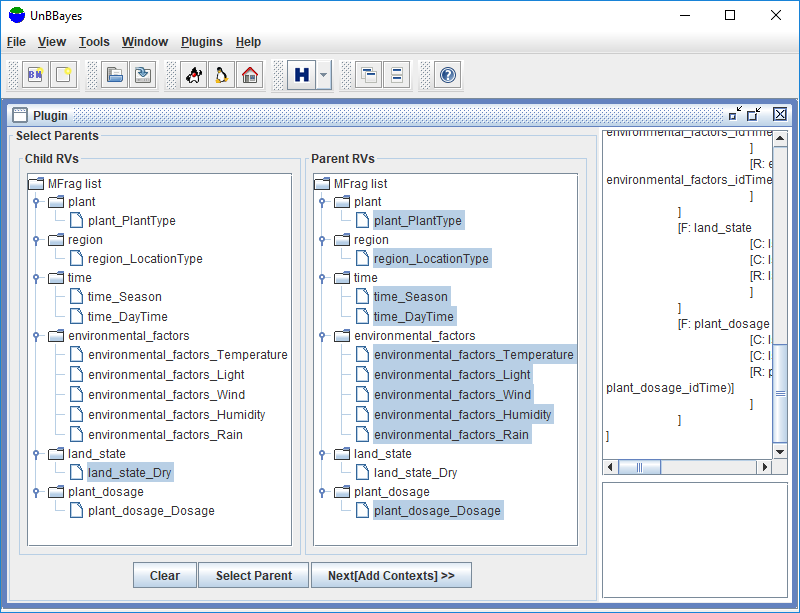 UnBBayes
File View Tools Window Plugins Help
BN H
Plugin
Select Parents
Child RVs
MFrag list
plant
plant_PlantType
region
region_LocationType
time
time_Season
time_DayTime
environmental_factors
environmental_factors_Temperature
environmental_factors_Light
environmental_factors_Wind
environmental_factors_Humidity
environmental_factors_Rain
land_state
land_state_Dry
plant_dosage
plant_dosage_Dosage
Parent RVs
MFrag list
plant
plant_PlantType
region
region_LocationType
time
time_Season
time_DayTime
environmental_factors
environmental_factors_Temperature
environmental_factors_Light
environmental_factors_Wind
environmental_factors_Humidity
environmental_factors_Rain
land_state
land_state_Dry
plant_dosage
plant_dosage_Dosage
Clear Select Parent Next[Add Contexts] >>
environmental_factors_idTime
]
[R: e
environmental_factors_idTime
]
]
[F: land_state
[C: l
[C: l
[R: l
]
]
[F: plant_dosage
[C: l
[C: l
[R: p
plant_dosage_idTime)]
]
]
]